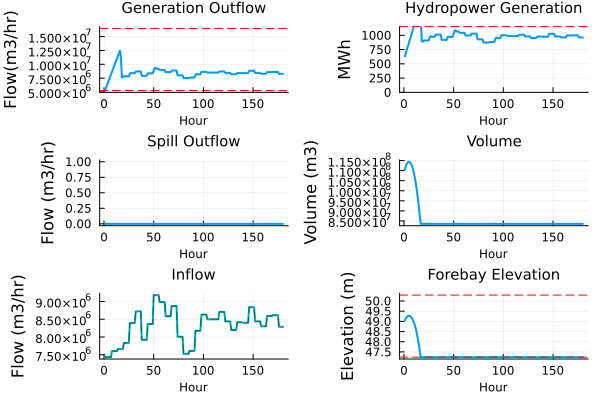 Generation Outflow
Flow(m3/hr)
1.500×10⁷
1.250×10⁷
1.000×10⁷
7.500×10⁶
5.000×10⁶
0 50 100 150
Hour
Hydropower Generation
MWh
1000
750
500
250
0
0 50 100 150
Hour
Spill Outflow
Flow (m3/hr)
1.00
0.75
0.50
0.25
0.00
0 50 100 150
Hour
Volume
Volume (m3)
1.150×10⁸
1.100×10⁸
1.050×10⁸
1.000×10⁸
9.500×10⁷
9.000×10⁷
8.500×10⁷
0 50 100 150
Hour
Inflow
Flow (m3/hr)
9.00×10⁶
8.50×10⁶
8.00×10⁶
7.50×10⁶
0 50 100 150
Hour
Forebay Elevation
Elevation (m)
50.0
49.5
49.0
48.5
48.0
47.5
0 50 100 150
Hour